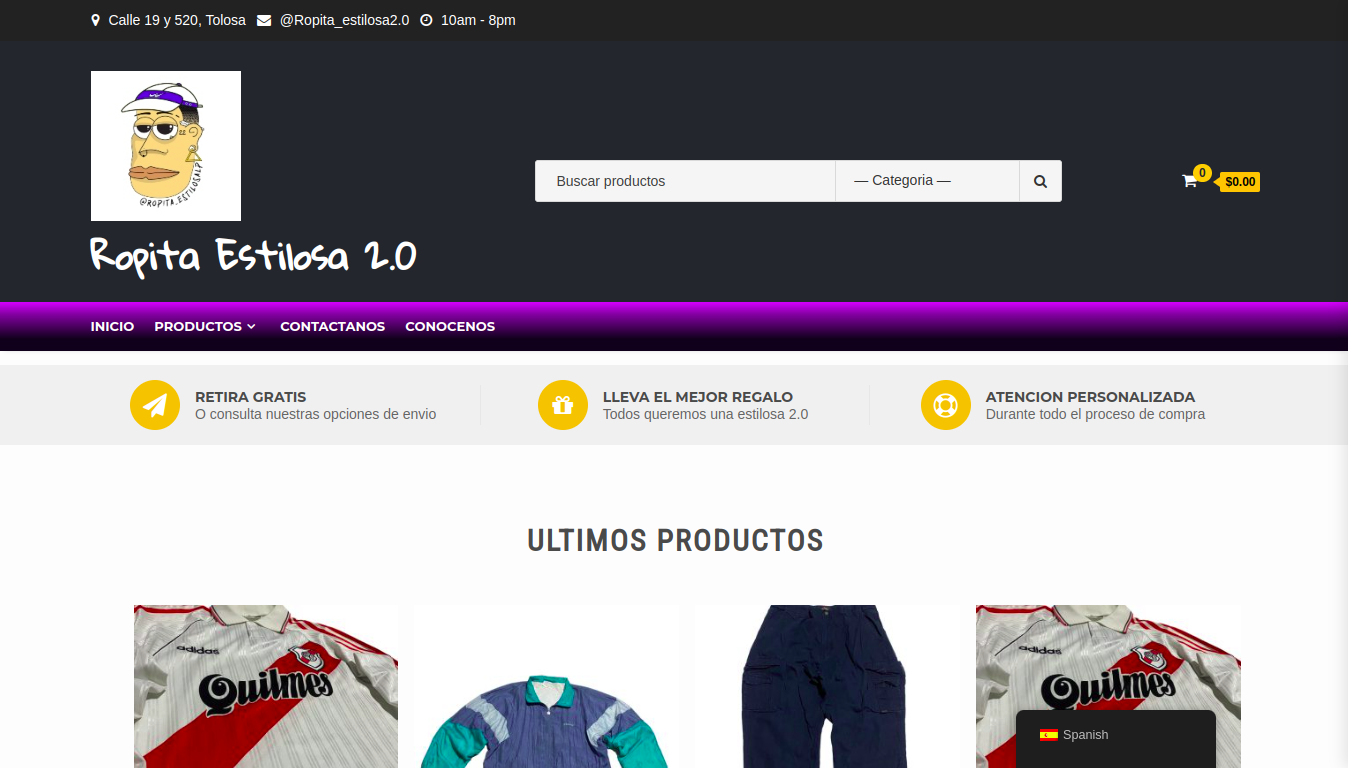 Calle 19 y 520, Tolosa @Ropita_estilosa2.0 10am - 8pm
@ROPITA_ESTILOSALP
Ropita Estilosa 2.0
Buscar productos — Categoria —
0 $0.00
INICIO PRODUCTOS CONTACTANOS CONOCENOS
RETIRA GRATIS
O consulta nuestras opciones de envio
LLEVA EL MEJOR REGALO
Todos queremos una estilosa 2.0
ATENCION PERSONALIZADA
Durante todo el proceso de compra
ULTIMOS PRODUCTOS
adidas
Quilmes
adidas
Quilmes
Spanish